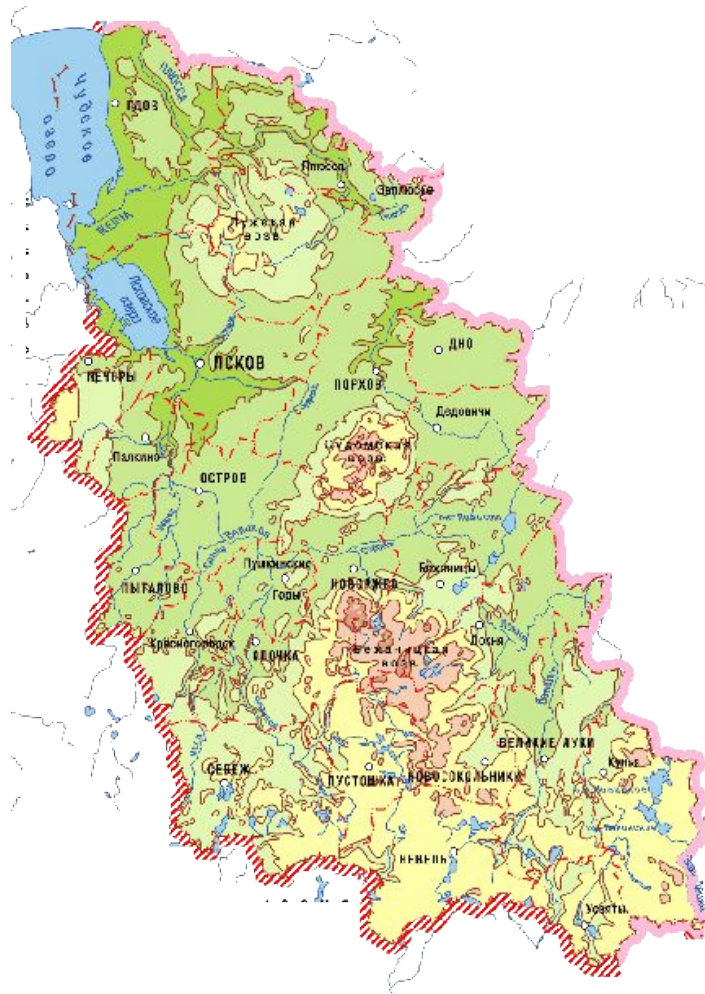 Чудское
озеро
ГДОВ
ПЛЮССА
Плюсса
Заплюсье
ЖЕЛЧА
Лужская
возв.
Псковское
озеро
ПСКОВ
ПЕЧОРЫ
ДНО
ПОРХОВ
Дедовичи
Палкино
Судомская
возв.
ОСТРОВ
Великая
Пушкинские
Горы
НОВОРЖЕВ
Бежаницы
ПЫТАЛОВО
Красногородск
ОПОЧКА
Бежаницкая
возв.
Локня
СЕБЕЖ
ПУСТОШКА
НОВОСОКОЛЬНИКИ
ВЕЛИКИЕ ЛУКИ
Кунья
НЕВЕЛЬ
Усвяты